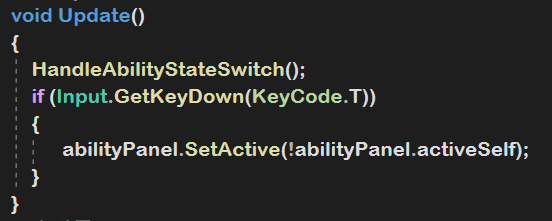 void Update()
{
HandleAbilityStateSwitch();
if (Input.GetKeyDown(KeyCode.T))
{
abilityPanel.SetActive(!abilityPanel.activeSelf);
}
}